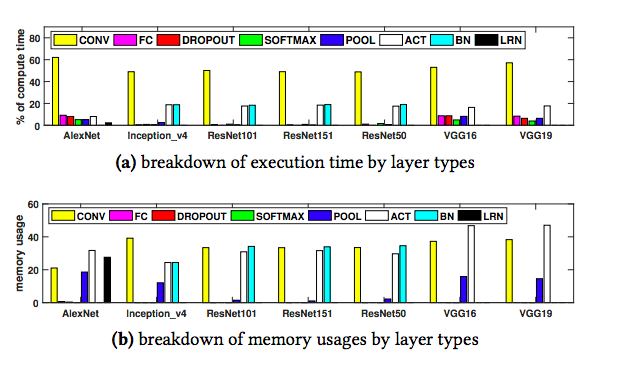 % of compute time
80
60
40
20
0
CONV FC DROPOUT SOFTMAX POOL ACT BN LRN
AlexNet Inception_v4 ResNet101 ResNet151 ResNet50 VGG16 VGG19
(a) breakdown of execution time by layer types
memory usage
60
40
20
0
CONV FC DROPOUT SOFTMAX POOL ACT BN LRN
AlexNet Inception_v4 ResNet101 ResNet151 ResNet50 VGG16 VGG19
(b) breakdown of memory usages by layer types